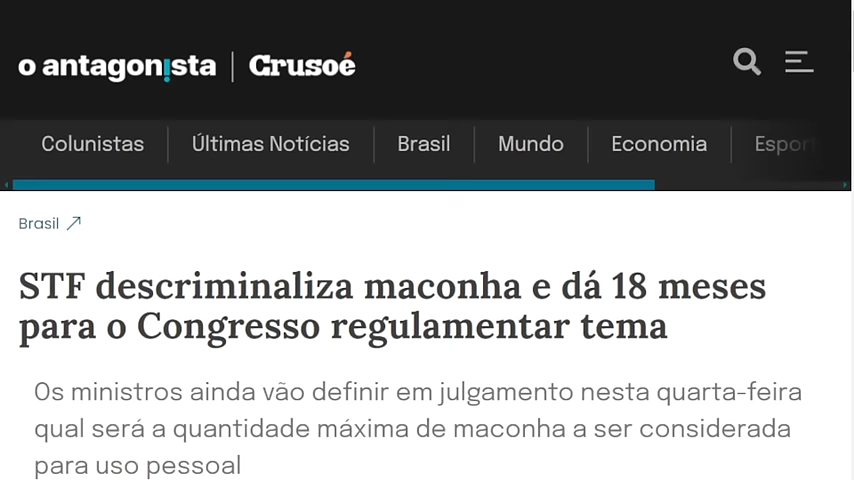 o antagonista | Crusoé
Colunistas Últimas Notícias Brasil Mundo Economia Espor
Brasil
STF descriminaliza maconha e dá 18 meses
para o Congresso regulamentar tema
Os ministros ainda vão definir em julgamento nesta quarta-feira
qual será a quantidade máxima de maconha a ser considerada
para uso pessoal